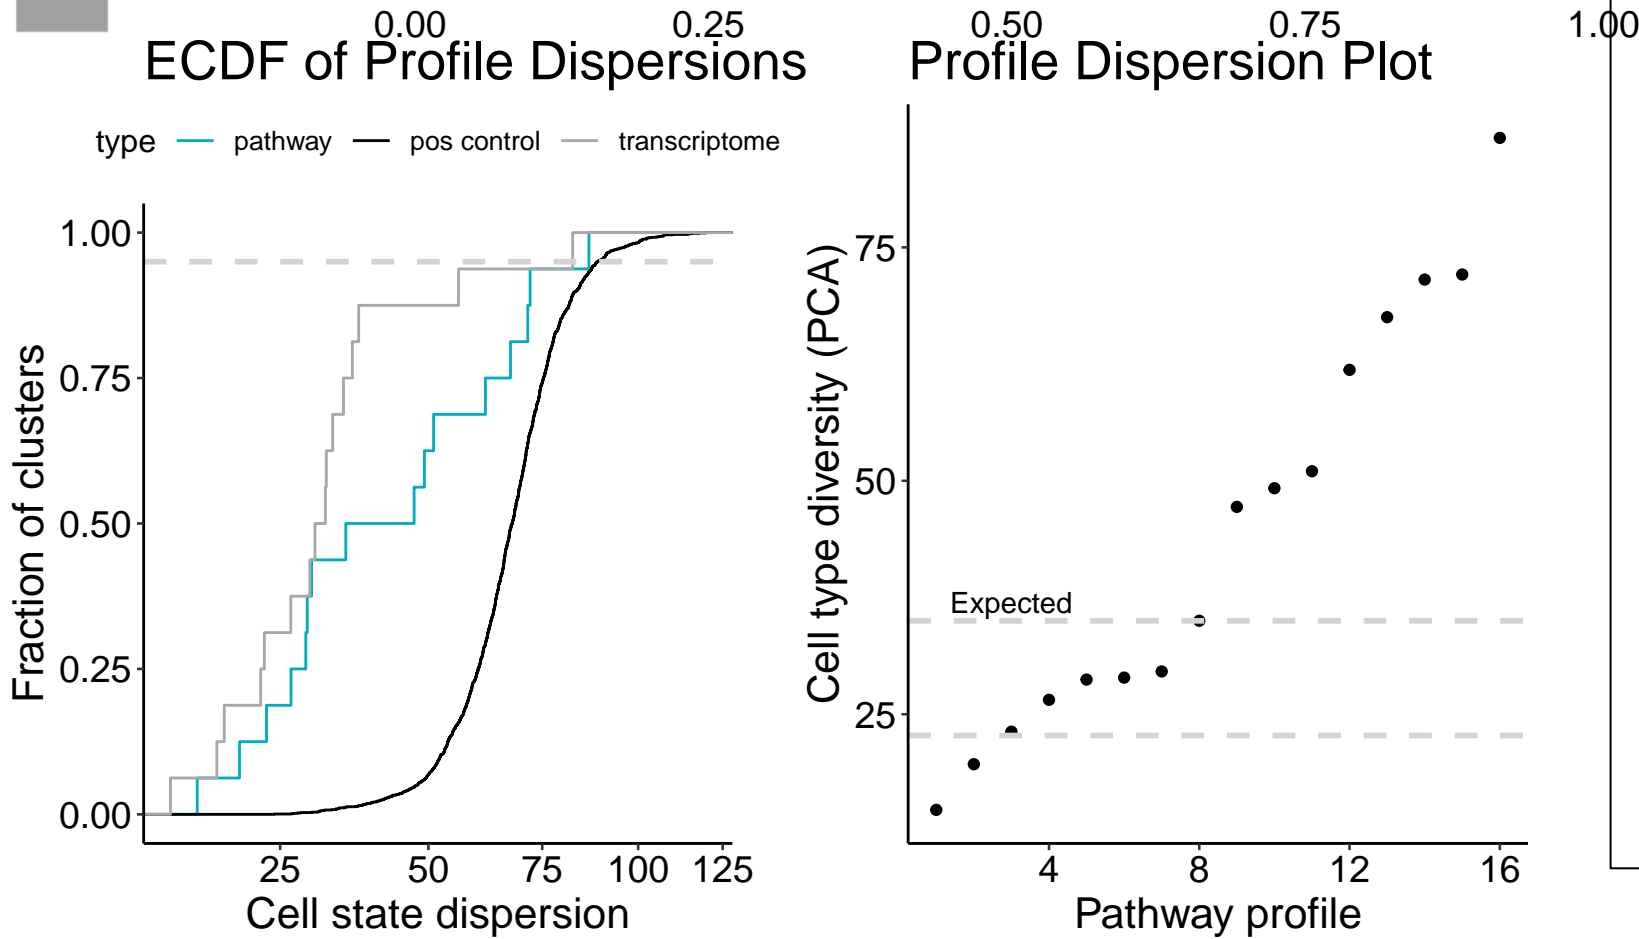 0.00 0.25 0.50 0.75 1.00
ECDF of Profile Dispersions
type pathway pos control transcriptome
1.00
0.75
0.50
0.25
0.00
Fraction of clusters
25 50 75 100 125
Cell state dispersion
Profile Dispersion Plot
75
50
25
Cell type diversity (PCA)
Expected
4 8 12 16
Pathway profile